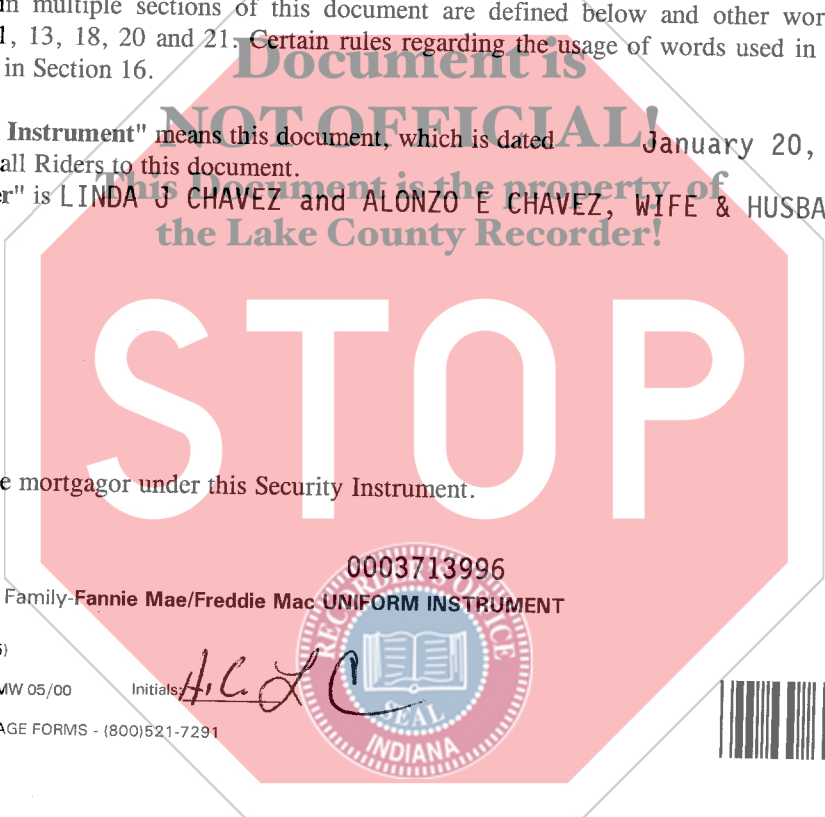 in multiple sections of this document are defined below and other wor
1, 13, 18, 20 and 21. Certain rules regarding the usage of words used in
in Section 16.
Document is
NOT OFFICIAL!
Instrument" means this document, which is dated January 20,
all Riders to this document.
This Document is the property of
er" is LINDA J CHAVEZ and ALONZO E CHAVEZ, WIFE & HUSBA
the Lake County Recorder!
STOP
e mortgagor under this Security Instrument.
0003713996
Family-Fannie Mae/Freddie Mac UNIFORM INSTRUMENT
MW 05/00 Initials: A.C. L C
AGE FORMS - (800)521-7291
SEAL
INDIANA